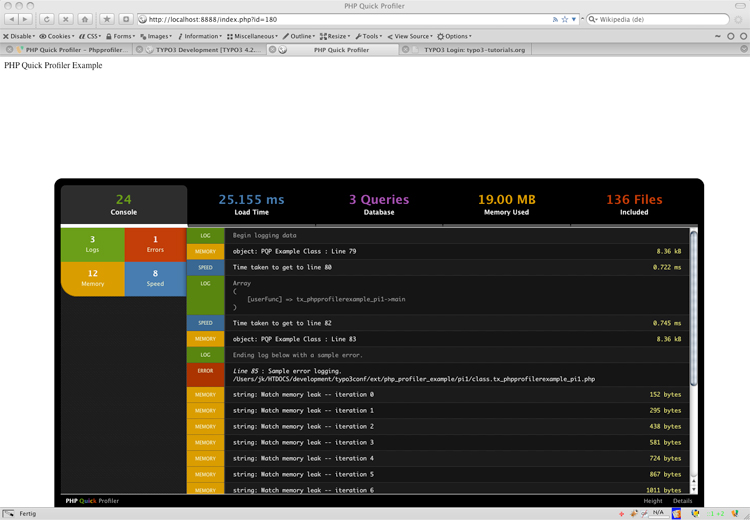 PHP Quick Profiler
http://localhost:8888/index.php?id=180
Wikipedia (de)
Disable Cookies CSS Forms Images Information Miscellaneous Outline Resize Tools View Source Options
PHP Quick Profiler – Phpprofiler... TYPO3 Development [TYPO3 4.2... PHP Quick Profiler TYPO3 Login: typo3-tutorials.org
PHP Quick Profiler Example
24 25.155 ms 3 Queries 19.00 MB 136 Files
Console Load Time Database Memory Used Included
3 1
Logs Errors
12 8
Memory Speed
LOG Begin logging data
MEMORY object: PQP Example Class : Line 79 8.36 kB
SPEED Time taken to get to line 80 0.722 ms
LOG Array
(
[userfunc] => tx_phpprofilerexample_pi1->main
)
SPEED Time taken to get to line 82 0.745 ms
MEMORY object: PQP Example Class : Line 83 8.36 kB
LOG Ending log below with a sample error.
ERROR Line 85 : Sample error logging.
/Users/jk/HTDOCS/development/typo3conf/ext/php_profiler_example/pi1/class.tx_phpprofilerexample_pi1.php
MEMORY string: Watch memory leak -- iteration 0 152 bytes
MEMORY string: Watch memory leak -- iteration 1 295 bytes
MEMORY string: Watch memory leak -- iteration 2 438 bytes
MEMORY string: Watch memory leak -- iteration 3 581 bytes
MEMORY string: Watch memory leak -- iteration 4 724 bytes
MEMORY string: Watch memory leak -- iteration 5 867 bytes
MEMORY string: Watch memory leak -- iteration 6 1011 bytes
PHP Quick Profiler Height Details
Fertig N/A 1 +2